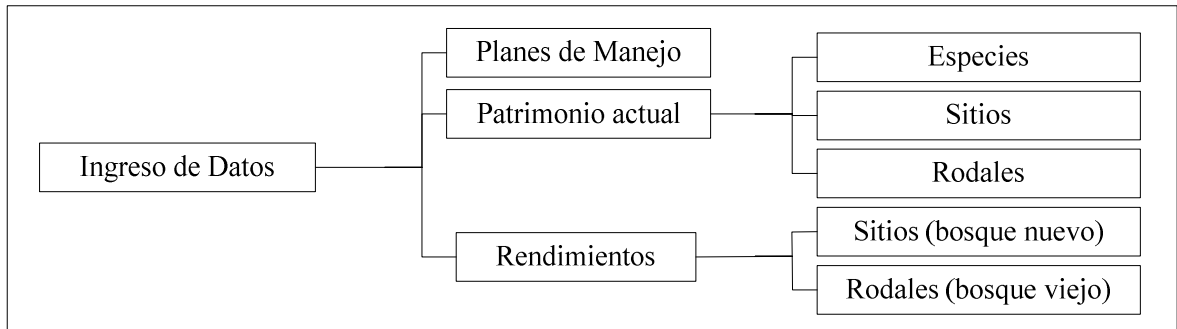 Ingreso de Datos
Planes de Manejo
Patrimonio actual
Rendimientos
Especies
Sitios
Rodales
Sitios (bosque nuevo)
Rodales (bosque viejo)